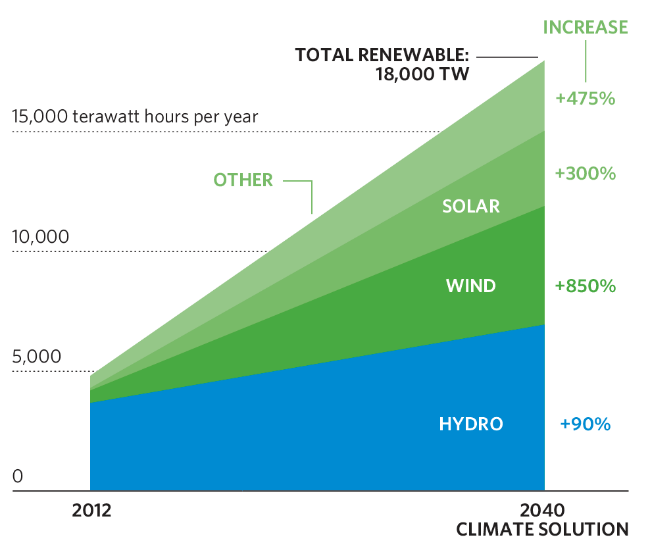 INCREASE
TOTAL RENEWABLE:
18,000 TW
+475%
15,000 terawatt hours per year
+300%
OTHER
SOLAR
10,000
WIND
+850%
5,000
HYDRO
+90%
0
2012
2040
CLIMATE SOLUTION